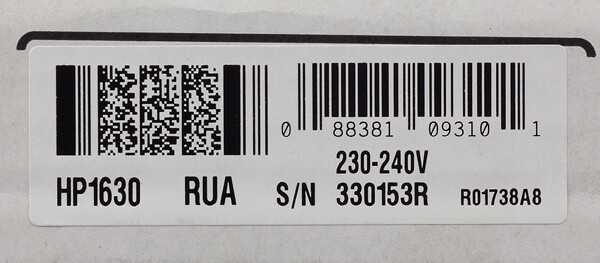 0 88381 09310 1
230-240V
HP1630 RUA S/N 330153R R01738A8